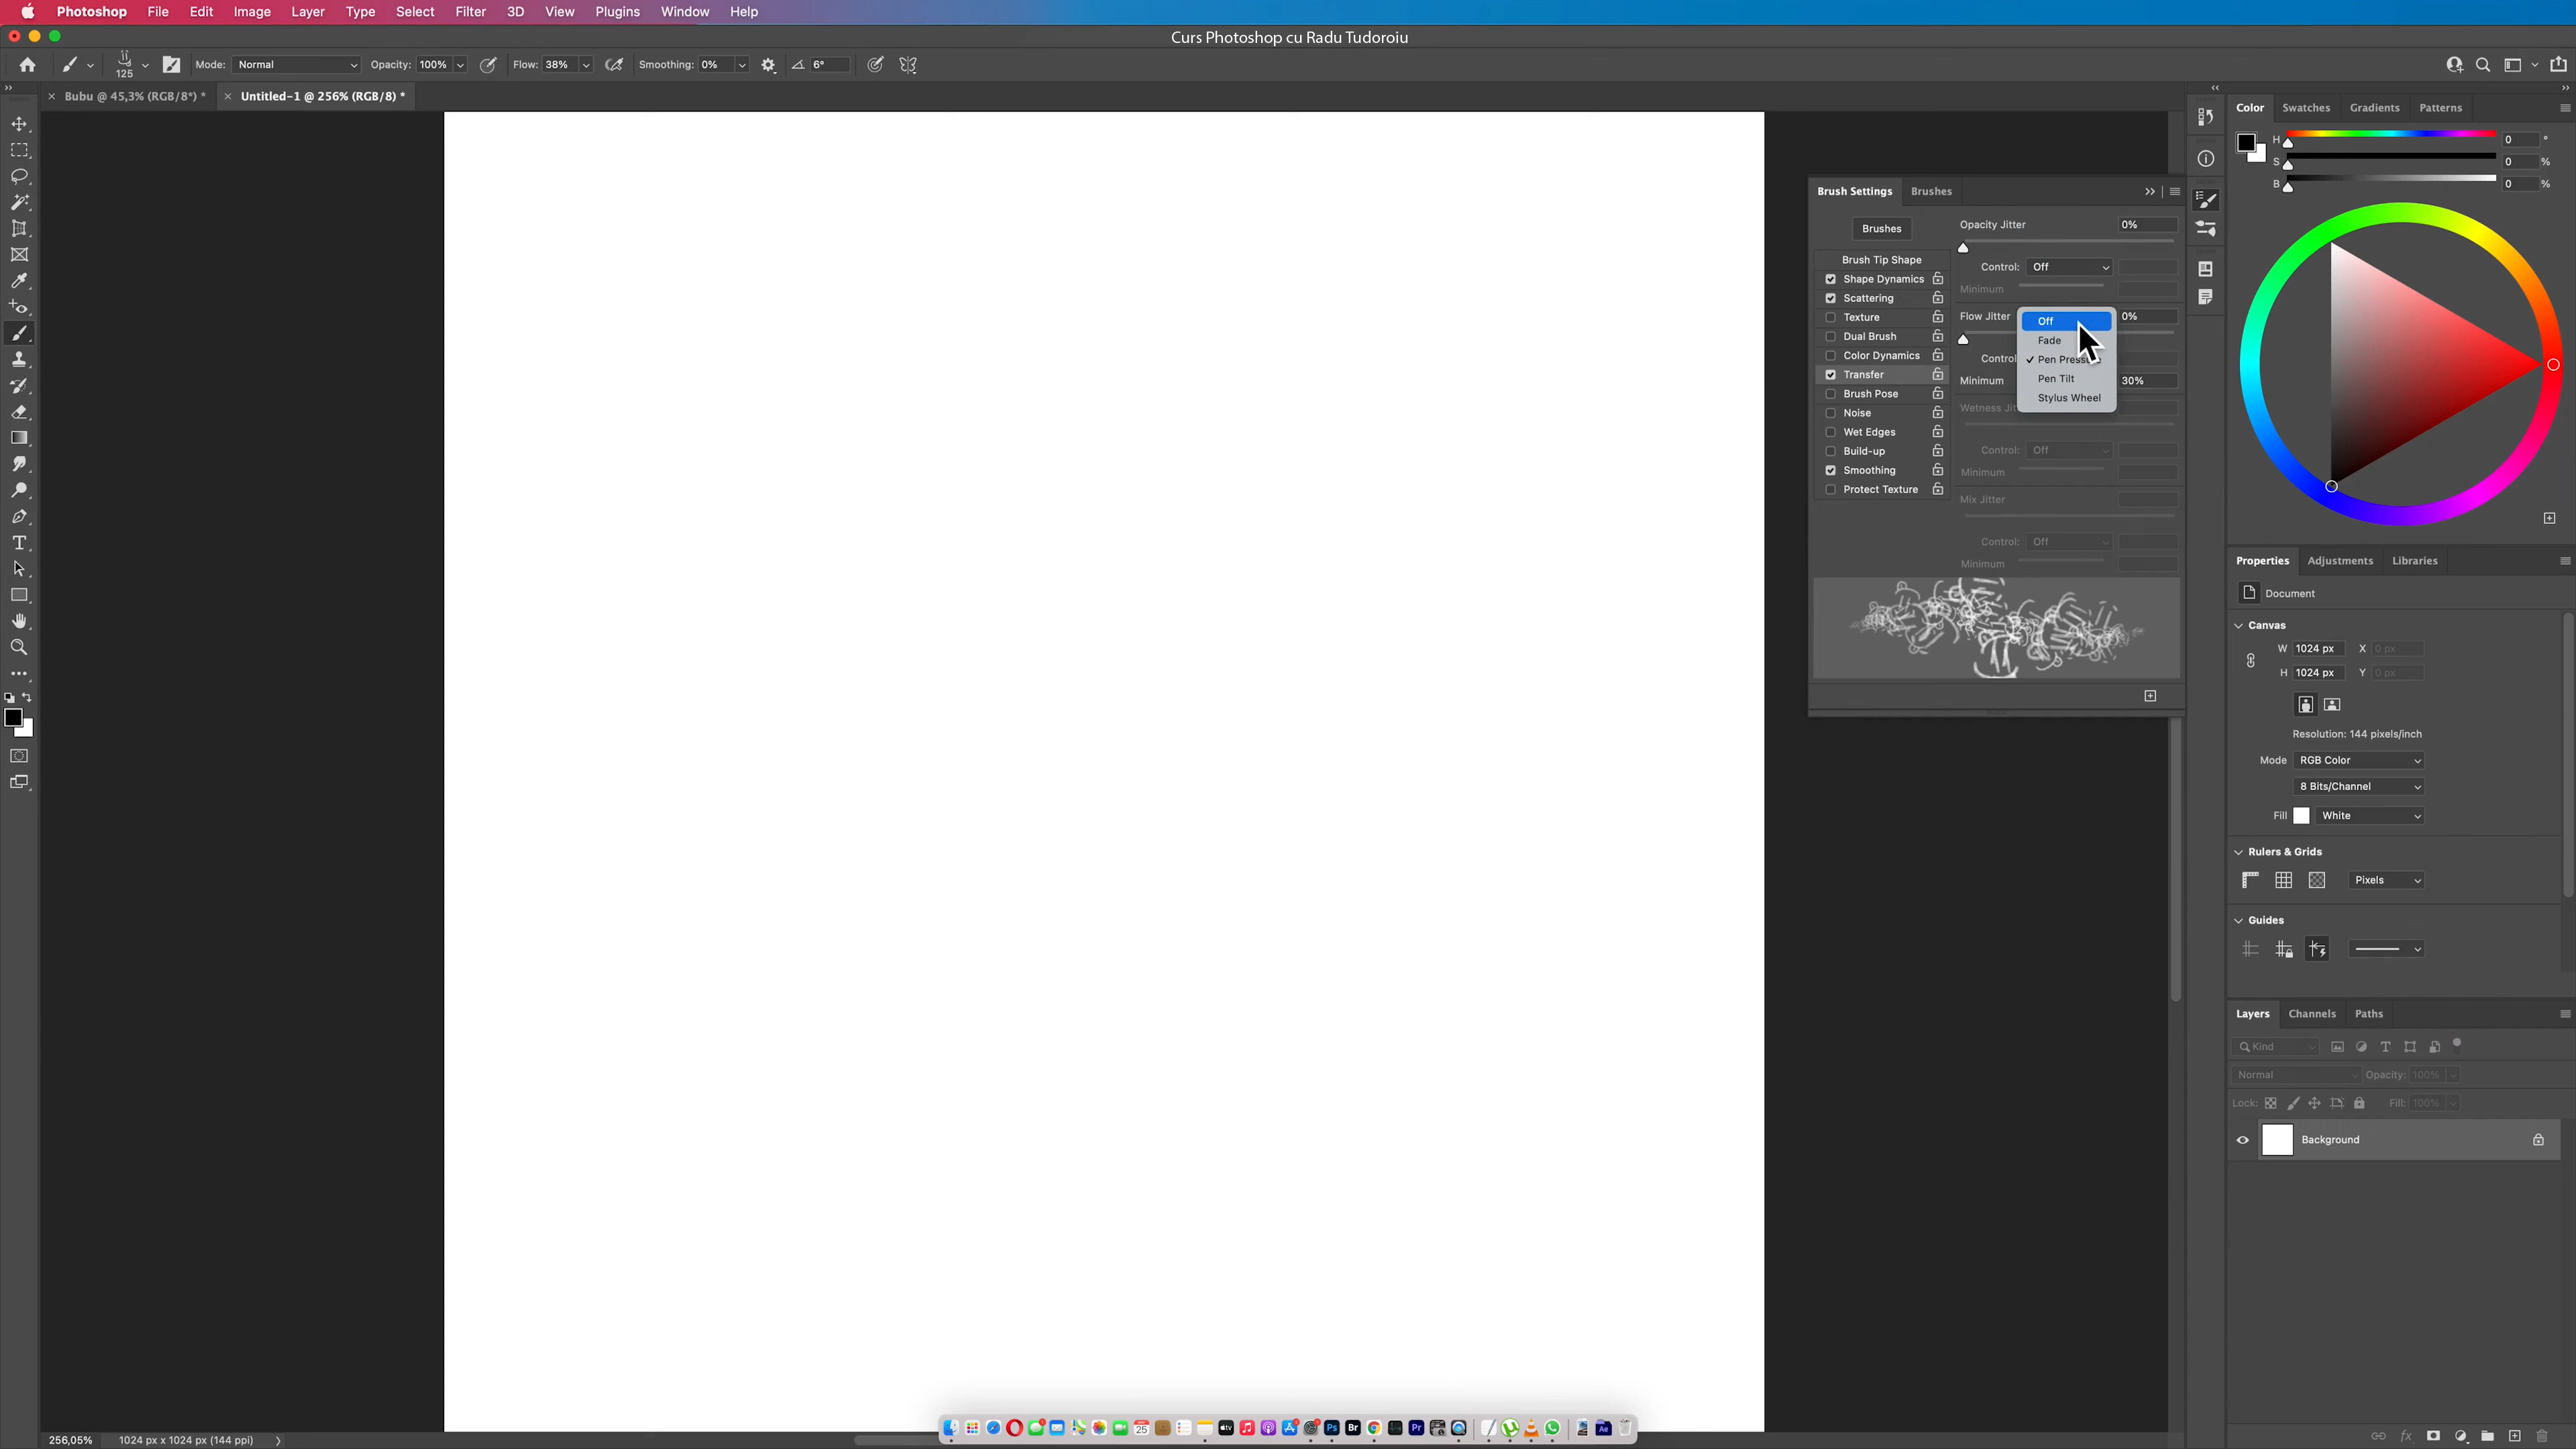 Photoshop File Edit Image Layer Type Select Filter 3D View Plugins Window Help
Curs Photoshop cu Radu Tudoroiu
125 Mode: Normal Opacity: 100% Flow: 38% Smoothing: 0% 6°
Bubu @ 45,3% (RGB/8*) * Untitled-1 @ 256% (RGB/8) *
Color Swatches Gradients Patterns
H 0 °
S 0 %
B 0 %
Brush Settings Brushes
Brushes
Brush Tip Shape
Shape Dynamics
Scattering
Texture
Dual Brush
Color Dynamics
Transfer
Brush Pose
Noise
Wet Edges
Build-up
Smoothing
Protect Texture
Opacity Jitter 0%
Control: Off
Minimum
Flow Jitter 0%
Off
Fade
Pen
Pen Tilt
Stylus Wheel
Minimum 30%
Control: Off
Minimum
Mix Jitter
Control: Off
Minimum
Properties Adjustments Libraries
Document
Canvas
W 1024 px X 0 px
H 1024 px Y 0 px
Resolution: 144 pixels/inch
Mode RGB Color
8 Bits/Channel
Fill White
Rulers & Grids
Pixels
Guides
Layers Channels Paths
Kind
Normal Opacity: 100%
Lock: Fill: 100%
Background
fx
25 Ps Br Pr Ae
256,05% 1024 px x 1024 px (144 ppi)